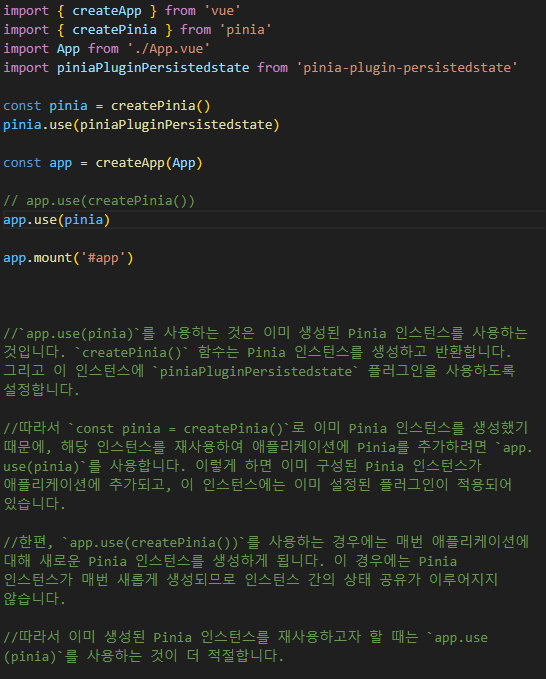 import { createApp } from 'vue'
import { createPinia } from 'pinia'
import App from './App.vue'
import piniaPluginPersistedstate from 'pinia-plugin-persistedstate'
const pinia = createPinia()
pinia.use(piniaPluginPersistedstate)
const app = createApp(App)
// app.use(createPinia())
app.use(pinia)
app.mount('#app')
//`app.use(pinia)`를 사용하는 것은 이미 생성된 Pinia 인스턴스를 사용하는
것입니다. `createPinia()` 함수는 Pinia 인스턴스를 생성하고 반환합니다.
그리고 이 인스턴스에 `piniaPluginPersistedstate` 플러그인을 사용하도록
설정합니다.
//따라서 `const pinia = createPinia()`로 이미 Pinia 인스턴스를 생성했기
때문에, 해당 인스턴스를 재사용하여 애플리케이션에 Pinia를 추가하려면 `app.
use(pinia)`를 사용합니다. 이렇게 하면 이미 구성된 Pinia 인스턴스가
애플리케이션에 추가되고, 이 인스턴스에는 이미 설정된 플러그인이 적용되어
있습니다.
//한편, `app.use(createPinia())`를 사용하는 경우에는 매번 애플리케이션에
대해 새로운 Pinia 인스턴스를 생성하게 됩니다. 이 경우에는 Pinia
인스턴스가 매번 새롭게 생성되므로 인스턴스 간의 상태 공유가 이루어지지
않습니다.
//따라서 이미 생성된 Pinia 인스턴스를 재사용하고자 할 때는 `app.use
(pinia)`를 사용하는 것이 더 적절합니다.